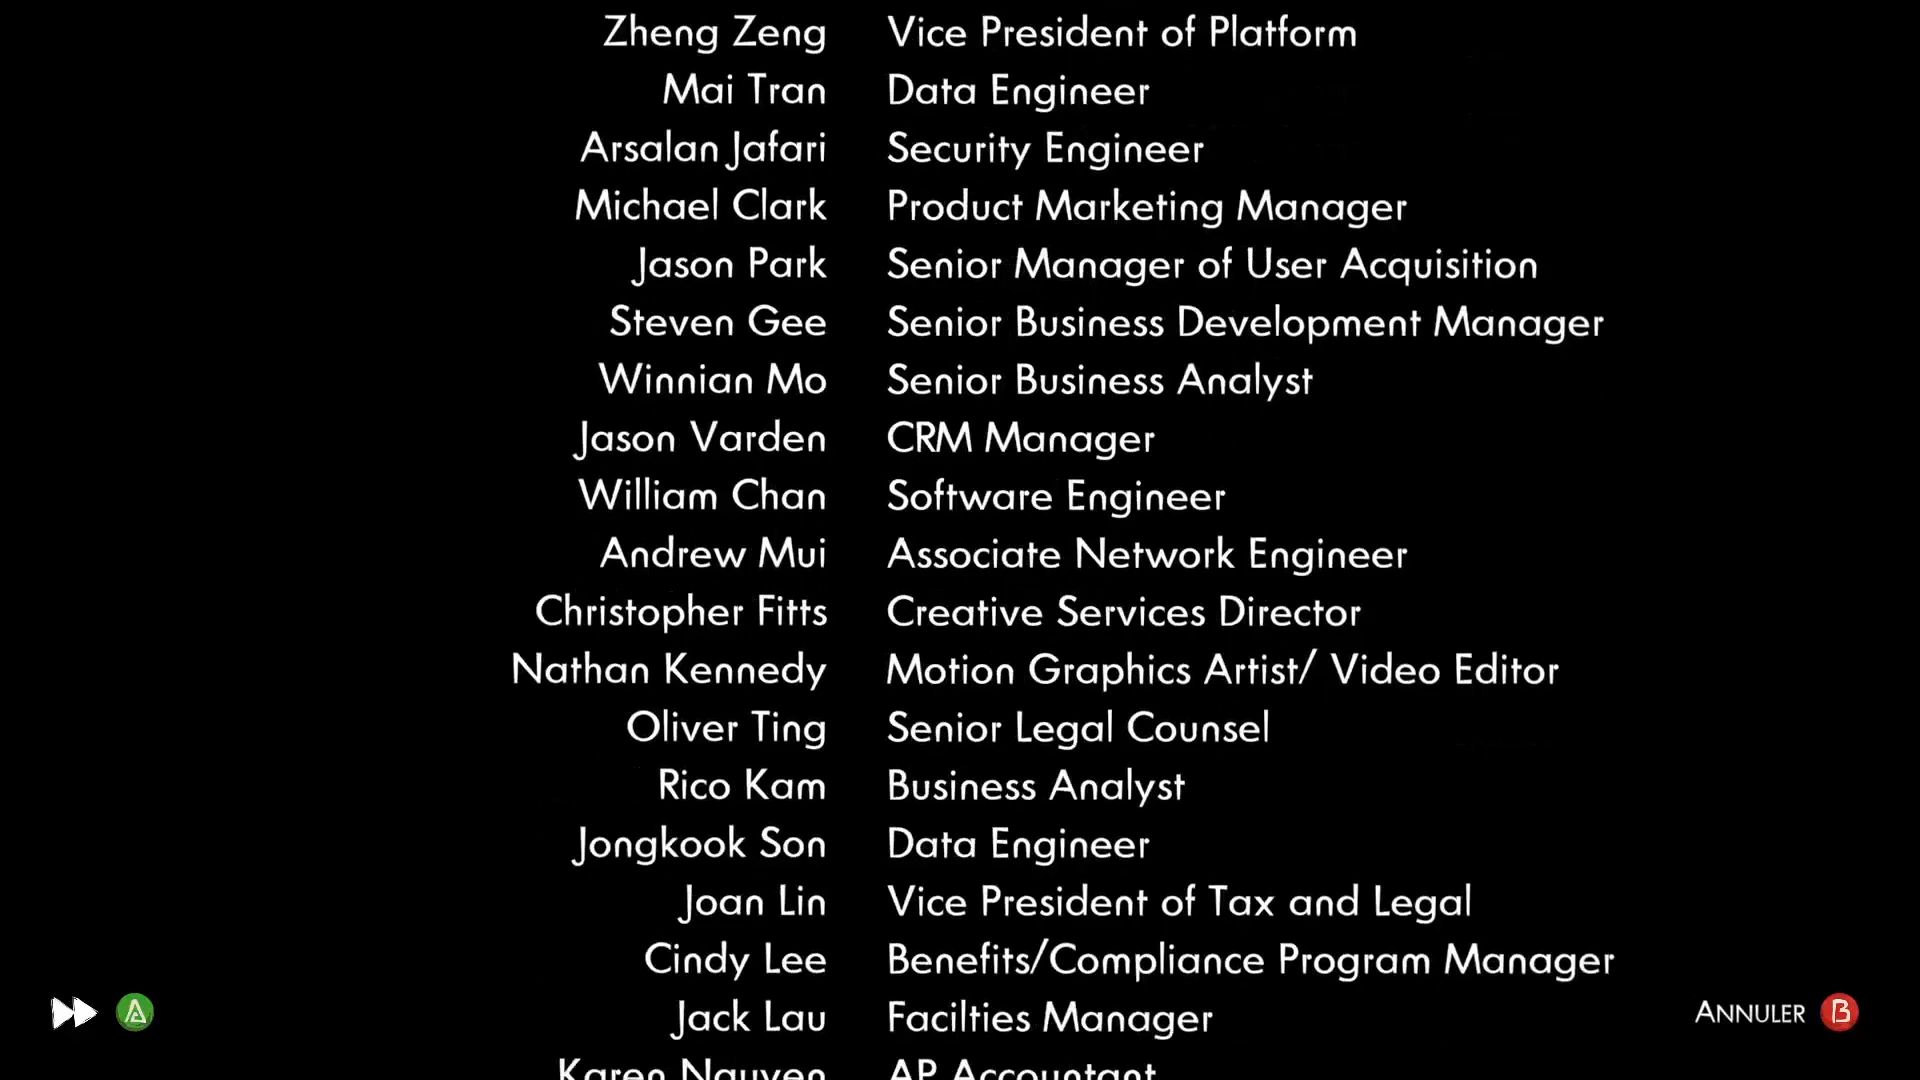 Zheng Zeng Vice President of Platform
Mai Tran Data Engineer
Arsalan Jafari Security Engineer
Michael Clark Product Marketing Manager
Jason Park Senior Manager of User Acquisition
Steven Gee Senior Business Development Manager
Winnian Mo Senior Business Analyst
Jason Varden CRM Manager
William Chan Software Engineer
Andrew Mui Associate Network Engineer
Christopher Fitts Creative Services Director
Nathan Kennedy Motion Graphics Artist/ Video Editor
Oliver Ting Senior Legal Counsel
Rico Kam Business Analyst
Jongkook Son Data Engineer
Joan Lin Vice President of Tax and Legal
Cindy Lee Benefits/Compliance Program Manager
Jack Lau Facilties Manager
A
ANNULER B
Karen Nguyen AP Accountant